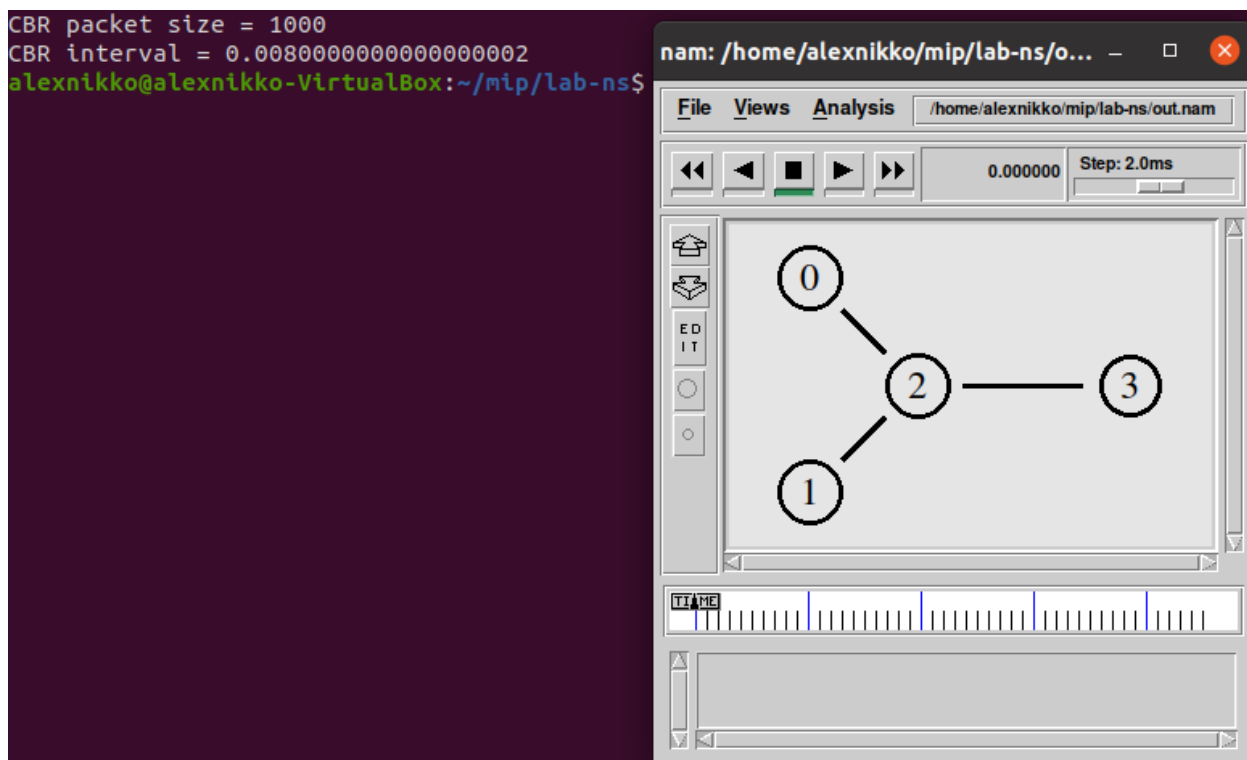 CBR packet size = 1000
CBR interval = 0.0080000000000000002
alexnikko@alexnikko-VirtualBox:~/mip/lab-ns$
nam: /home/alexnikko/mip/lab-ns/o...
File Views Analysis /home/alexnikko/mip/lab-ns/out.nam
0.000000 Step: 2.0ms
ED
IT
0
2 3
1
TIME